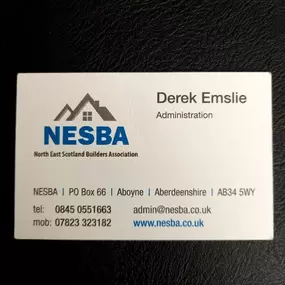 Derek Emslie
Administration
NESBA
North East Scotland Builders Association
NESBA | PO Box 66 | Aboyne | Aberdeenshire | AB34 5WY
tel: 0845 0551663 admin@nesba.co.uk
mob: 07823 323182 www.nesba.co.uk